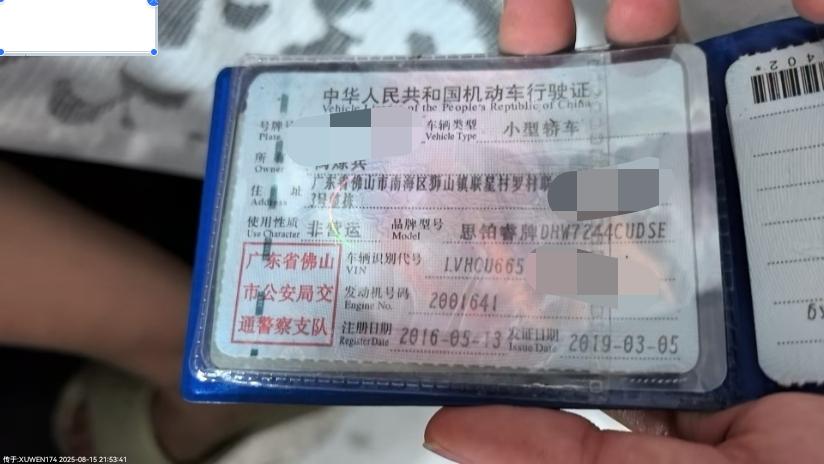 中华人民共和国机动车行驶证
Vehicle of the People's Republic of China
号牌
Plate
车辆类型 小型轿车
Vehicle Type
所
Owner
住 址 广东省佛山市南海区狮山镇联星村罗村
Address
使用性质 非营运 品牌型号 思铂睿牌DHW7244CUDSE
Use Character Model
广东省佛山
市公安局交
通警察支队
车辆识别代号 LVHCU665
VIN
发动机号码 2001641
Engine No.
注册日期 2016-05-13 发证日期 2019-03-05
Register Date Issue Date
402*
kg
传于:XUWEN174 2025-08-15 21:53:41